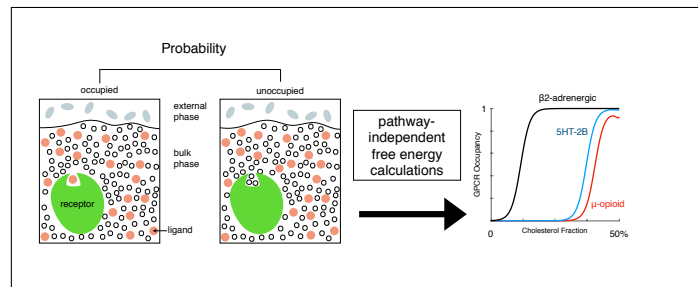 Probability
occupied
unoccupied
external
phase
bulk
phase
receptor
ligand
pathway-
independent
free energy
calculations
β2-adrenergic
1
5HT-2B
GPCR Occupancy
μ-opioid
0
Cholesterol Fraction
50%